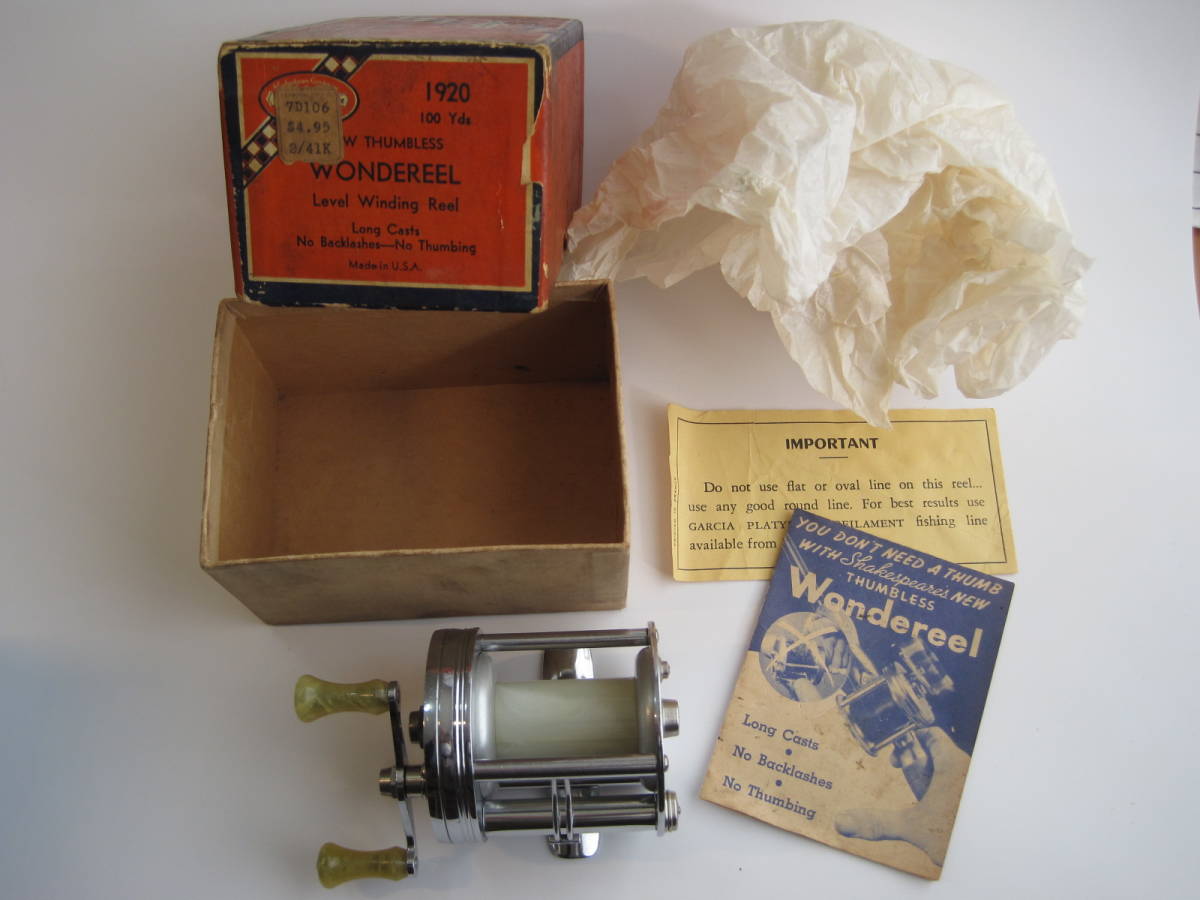 1920
100 Yds
7D106
$4.95
2/41K
W THUMBLESS
WONDEREEL
Level Winding Reel
Long Casts
No Backlashes—No Thumbing
Made in U.S.A.
IMPORTANT
Do not use flat or oval line on this reel...
use any good round line. For best results use
GARCIA PLATY FILAMENT fishing line
available from
YOU DON'T NEED A THUMB
WITH Shakespeare's NEW
THUMBLESS
Wondereel
Long Casts
•
No Backlashes
•
No Thumbing